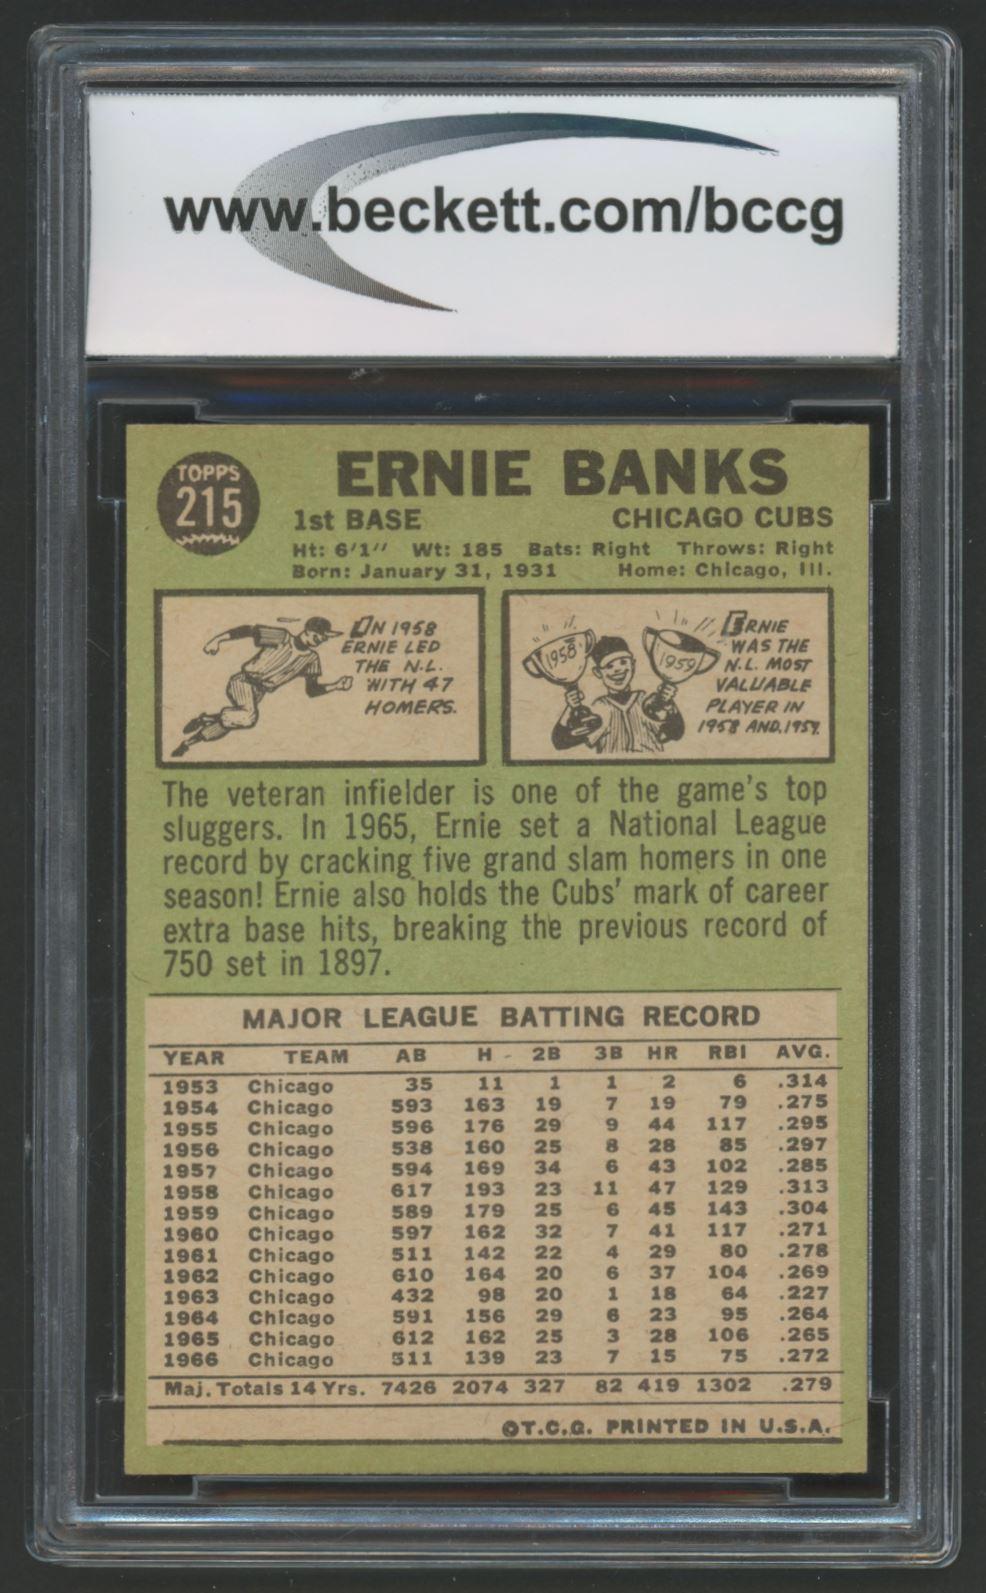 www.beckett.com/bccg
TOPPS
215
ERNIE BANKS
1st BASE CHICAGO CUBS
Ht: 6'1" Wt: 185 Bats: Right Throws: Right
Born: January 31, 1931 Home: Chicago, Ill.
IN 1958
ERNIE LED
THE N.L.
WITH 47
HOMERS.
1958
1959
ERNIE
WAS THE
N.L. MOST
VALUABLE
PLAYER IN
1958 AND 1959.
The veteran infielder is one of the game's top
sluggers. In 1965, Ernie set a National League
record by cracking five grand slam homers in one
season! Ernie also holds the Cubs' mark of career
extra base hits, breaking the previous record of
750 set in 1897.
MAJOR LEAGUE BATTING RECORD
YEAR TEAM AB H 2B 3B HR RBI AVG.
1953 Chicago 35 11 1 1 2 6 .314
1954 Chicago 593 163 19 7 19 79 .275
1955 Chicago 596 176 29 9 44 117 .295
1956 Chicago 538 160 25 8 28 85 .297
1957 Chicago 594 169 34 6 43 102 .285
1958 Chicago 617 193 23 11 47 129 .313
1959 Chicago 589 179 25 6 45 143 .304
1960 Chicago 597 162 32 7 41 117 .271
1961 Chicago 511 142 22 4 29 80 .278
1962 Chicago 610 164 20 6 37 104 .269
1963 Chicago 432 98 20 1 18 64 .227
1964 Chicago 591 156 29 6 23 95 .264
1965 Chicago 612 162 25 3 28 106 .265
1966 Chicago 511 139 23 7 15 75 .272
Maj. Totals 14 Yrs. 7426 2074 327 82 419 1302 .279
©T.C.G. PRINTED IN U.S.A.